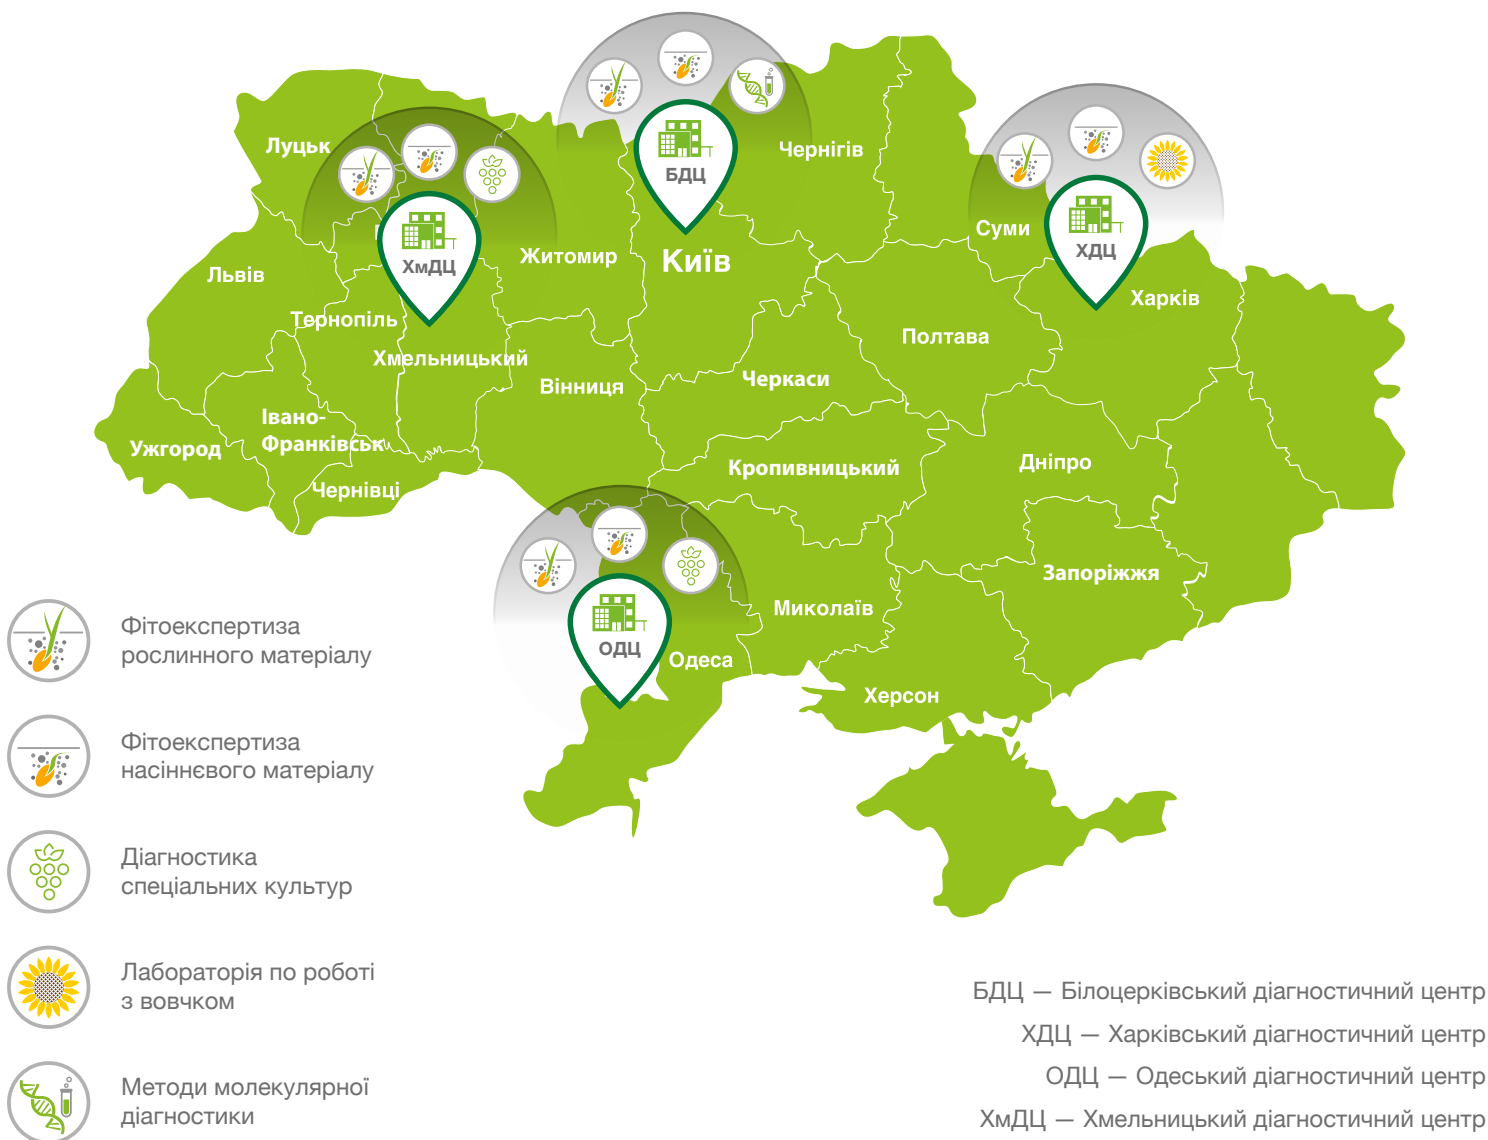 Луцьк
Чернігів
БДЦ
Суми
ХДЦ
Житомир
Київ
ХмДЦ
Львів
Харків
Тернопіль
Полтава
Хмельницький
Вінниця
Черкаси
Івано-
Франківськ
Ужгород
Кропивницький
Дніпро
Чернівці
Запоріжжя
Миколаїв
ОДЦ
Одеса
Херсон
Фітоекспертиза
рослинного матеріалу
Фітоекспертиза
насіннєвого матеріалу
Діагностика
спеціальних культур
Лабораторія по роботі
з вовчком
Методи молекулярної
діагностики
БДЦ — Білоцерківський діагностичний центр
ХДЦ — Харківський діагностичний центр
ОДЦ — Одеський діагностичний центр
ХмДЦ — Хмельницький діагностичний центр